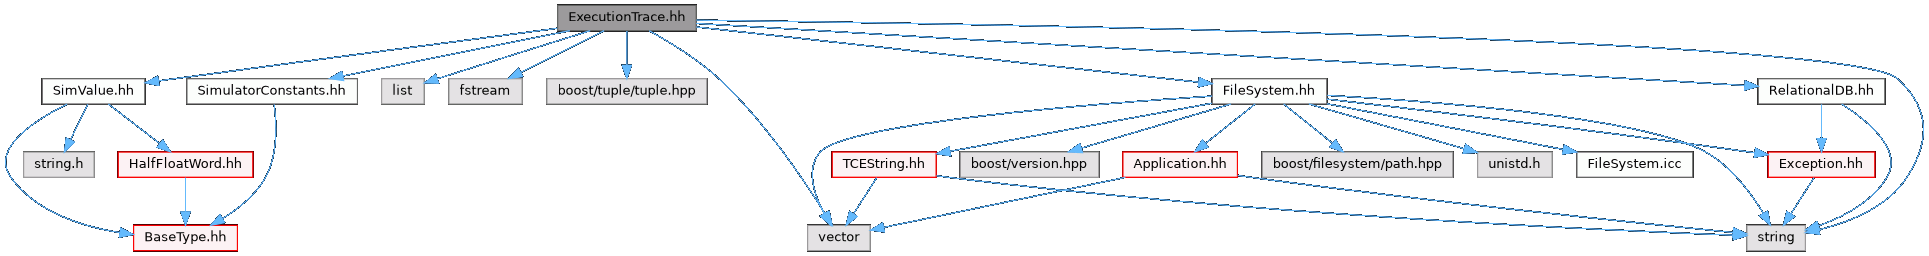 ExecutionTrace.hh
SimValue.hh
SimulatorConstants.hh
list
fstream
boost/tuple/tuple.hpp
FileSystem.hh
RelationalDB.hh
string.h
HalfFloatWord.hh
TCEString.hh
boost/version.hpp
Application.hh
boost/filesystem/path.hpp
unistd.h
FileSystem.icc
Exception.hh
BaseType.hh
vector
string